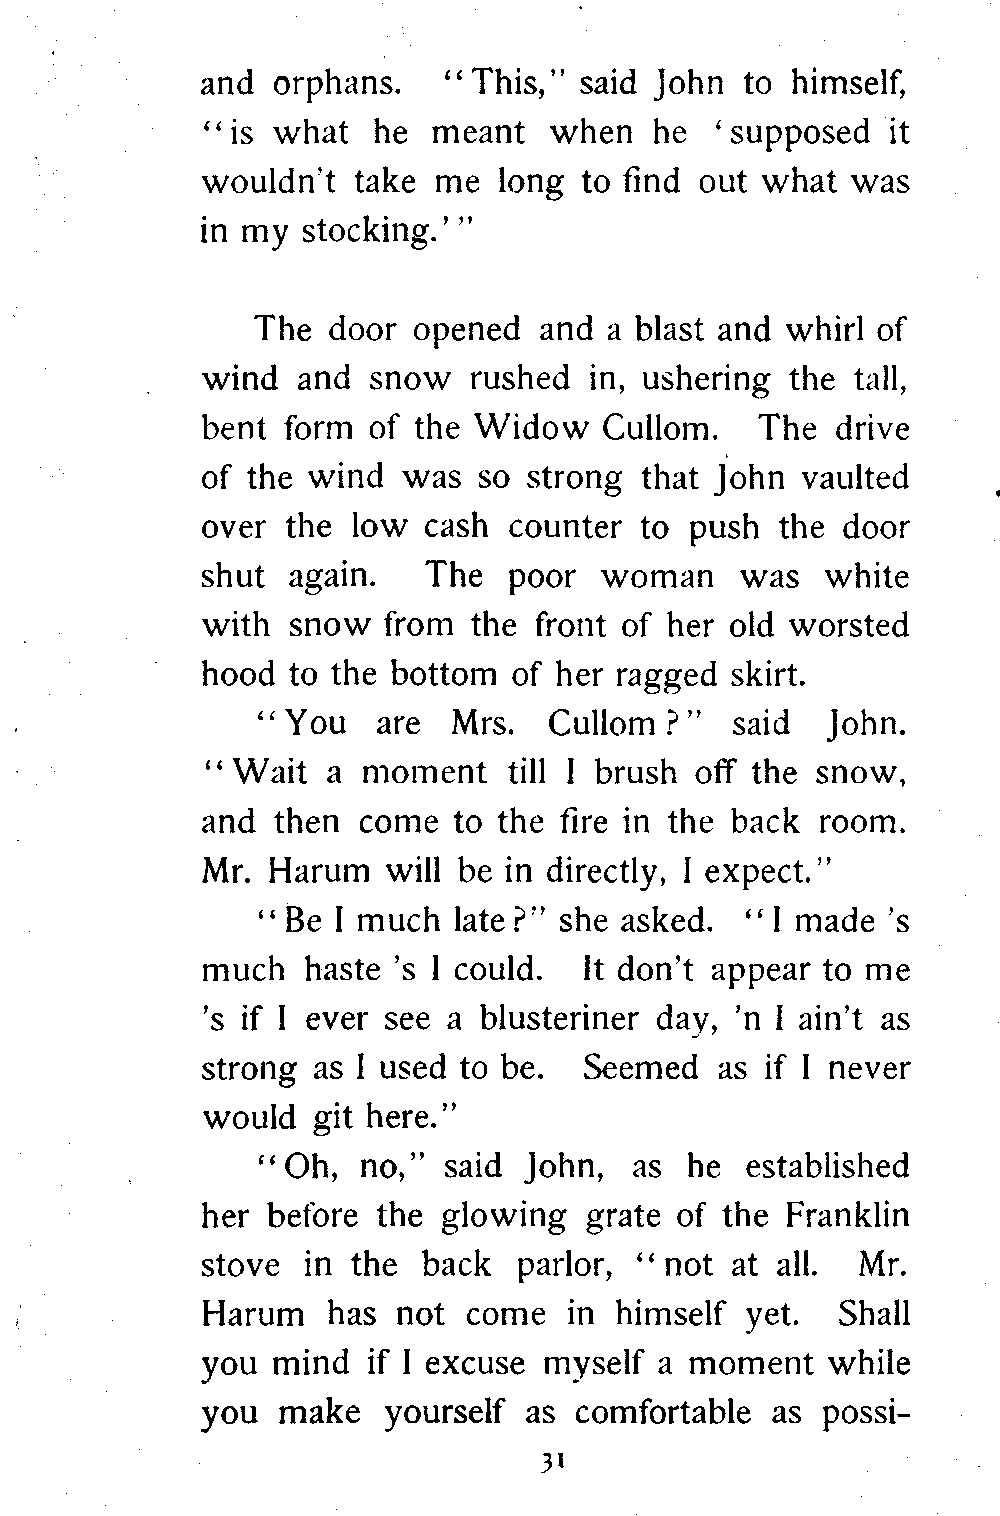 and orphans. "This," said John to himself,
"is what he meant when he 'supposed it
wouldn't take me long to find out what was
in my stocking.'"
The door opened and a blast and whirl of
wind and snow rushed in, ushering the tall,
bent form of the Widow Cullom. The drive
of the wind was so strong that John vaulted
over the low cash counter to push the door
shut again. The poor woman was white
with snow from the front of her old worsted
hood to the bottom of her ragged skirt.
"You are Mrs. Cullom?" said John.
"Wait a moment till I brush off the snow,
and then come to the fire in the back room.
Mr. Harum will be in directly, I expect."
"Be I much late?" she asked. "I made 's
much haste 's I could. It don't appear to me
's if I ever see a blusteriner day, 'n I ain't as
strong as I used to be. Seemed as if I never
would git here."
"Oh, no," said John, as he established
her before the glowing grate of the Franklin
stove in the back parlor, "not at all. Mr.
Harum has not come in himself yet. Shall
you mind if I excuse myself a moment while
you make yourself as comfortable as possi-
31